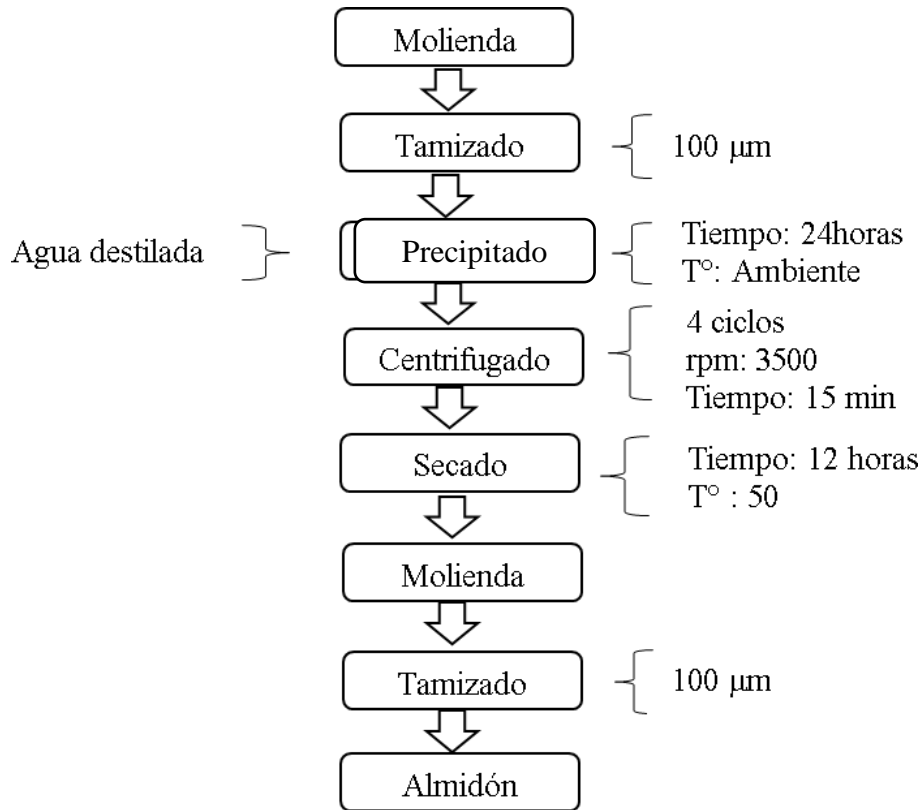 Molienda
Tamizado
100 μm
Agua destilada
Precipitado
Tiempo: 24horas
T°: Ambiente
Centrifugado
4 ciclos
rpm: 3500
Tiempo: 15 min
Secado
Tiempo: 12 horas
T° : 50
Molienda
Tamizado
100 μm
Almidón